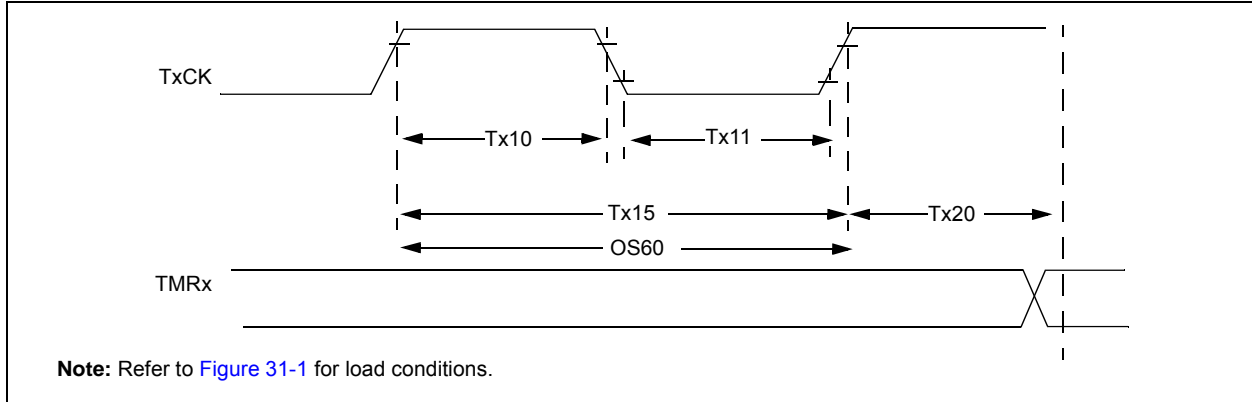 TxCK
Tx10
Tx11
Tx15
Tx20
OS60
TMRx
Note: Refer to Figure 31-1 for load conditions.